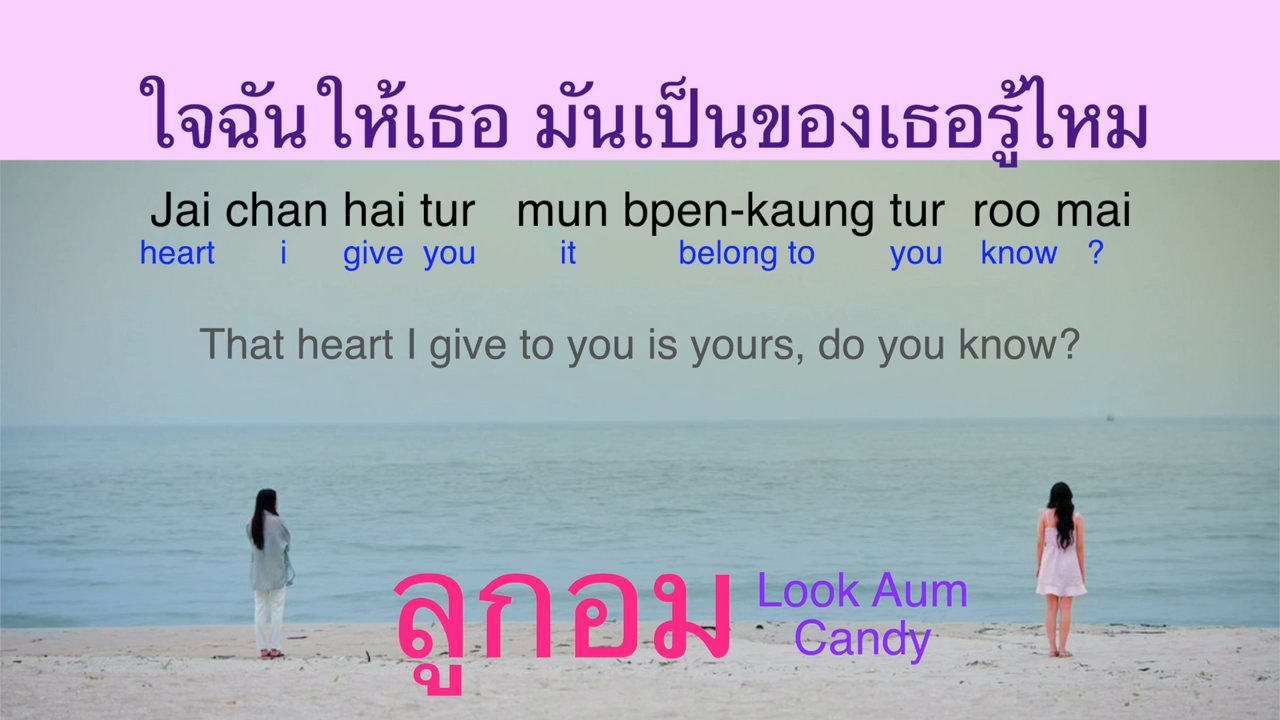 ใจฉัน ให้เธอ มันเป็นของเธอรู้ไหม
Jai chan hai tur mun bpen-kaung tur roo mai
heart i give you it belong to you know ?
That heart I give to you is yours, do you know?
ลูกอม
Look Aum
Candy